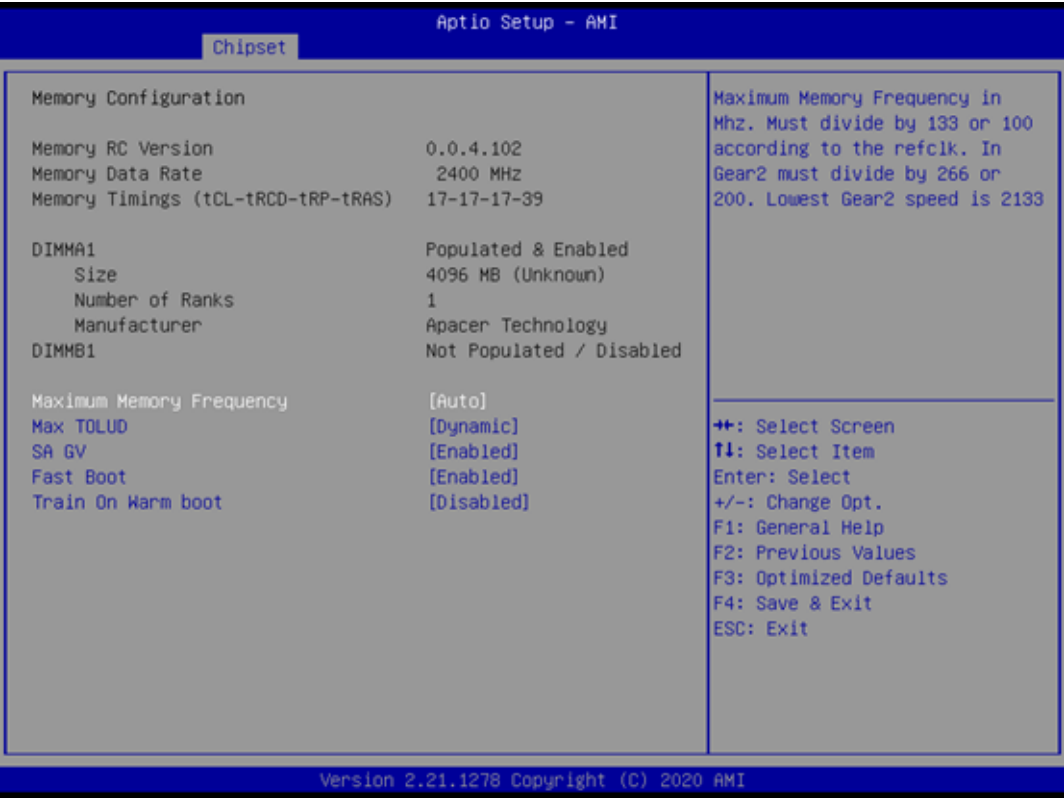 Aptio Setup - AMI
Chipset
Memory Configuration
Memory RC Version 0.0.4.102
Memory Data Rate 2400 MHz
Memory Timings (tCL-tRCD-tRP-tRAS) 17-17-17-39
DIMMA1 Populated & Enabled
Size 4096 MB (Unknown)
Number of Ranks 1
Manufacturer Apacer Technology
DIMMB1 Not Populated / Disabled
Maximum Memory Frequency [Auto]
Max TOLUD [Dynamic]
SA GV [Enabled]
Fast Boot [Enabled]
Train On Warm boot [Disabled]
Maximum Memory Frequency in
Mhz. Must divide by 133 or 100
according to the refclk. In
Gear2 must divide by 266 or
200. Lowest Gear2 speed is 2133
→←: Select Screen
↑↓: Select Item
Enter: Select
+/-: Change Opt.
F1: General Help
F2: Previous Values
F3: Optimized Defaults
F4: Save & Exit
ESC: Exit
Version 2.21.1278 Copyright (C) 2020 AMI